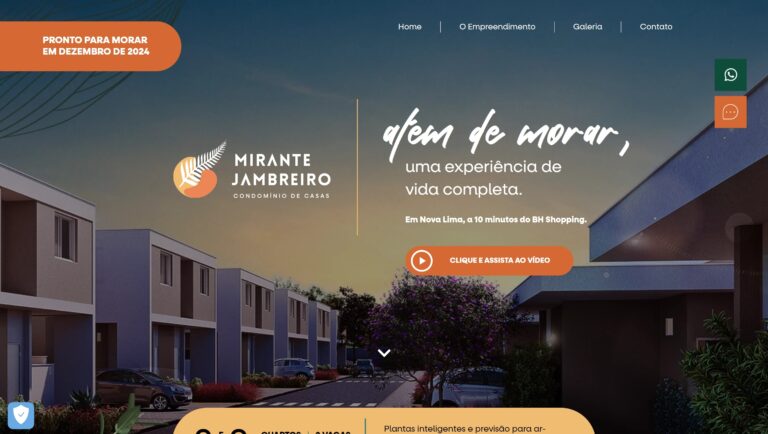 PRONTO PARA MORAR
EM DEZEMBRO DE 2024
Home
O Empreendimento
Galeria
Contato
além de morar,
uma experiência de
vida completa.
MIRANTE
JAMBREIRO
CONDOMÍNIO DE CASAS
Em Nova Lima, a 10 minutos do BH Shopping.
CLIQUE E ASSISTA AO VÍDEO
QUARTOS
2 VAGAS
Plantas inteligentes e previsão para ar-